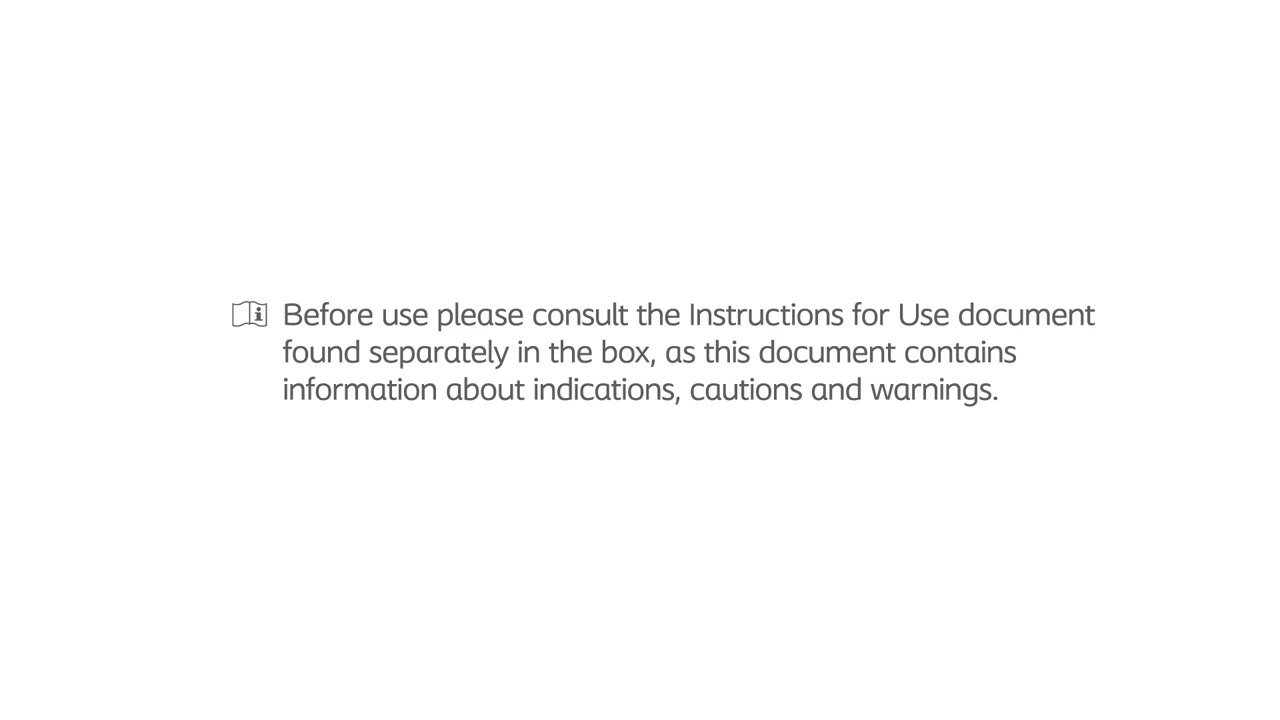 Before use please consult the Instructions for Use document
found separately in the box, as this document contains
information about indications, cautions and warnings.